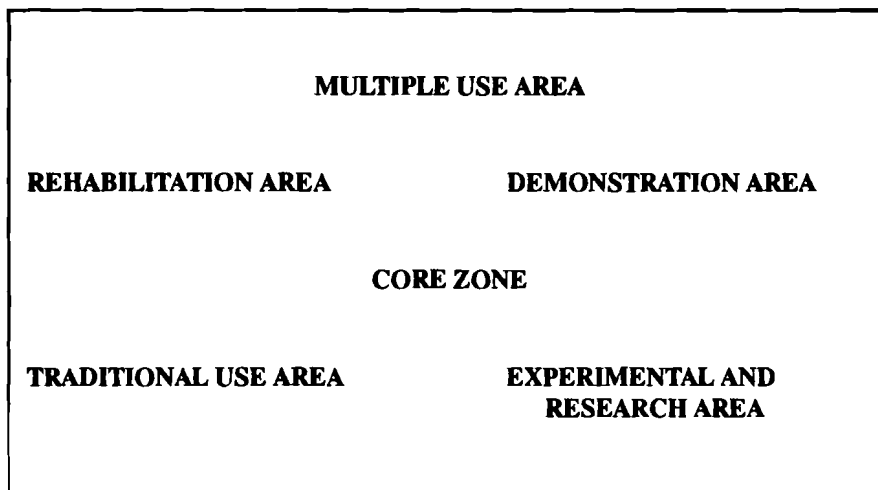 MULTIPLE USE AREA
REHABILITATION AREA
DEMONSTRATION AREA
CORE ZONE
TRADITIONAL USE AREA
EXPERIMENTAL AND
RESEARCH AREA